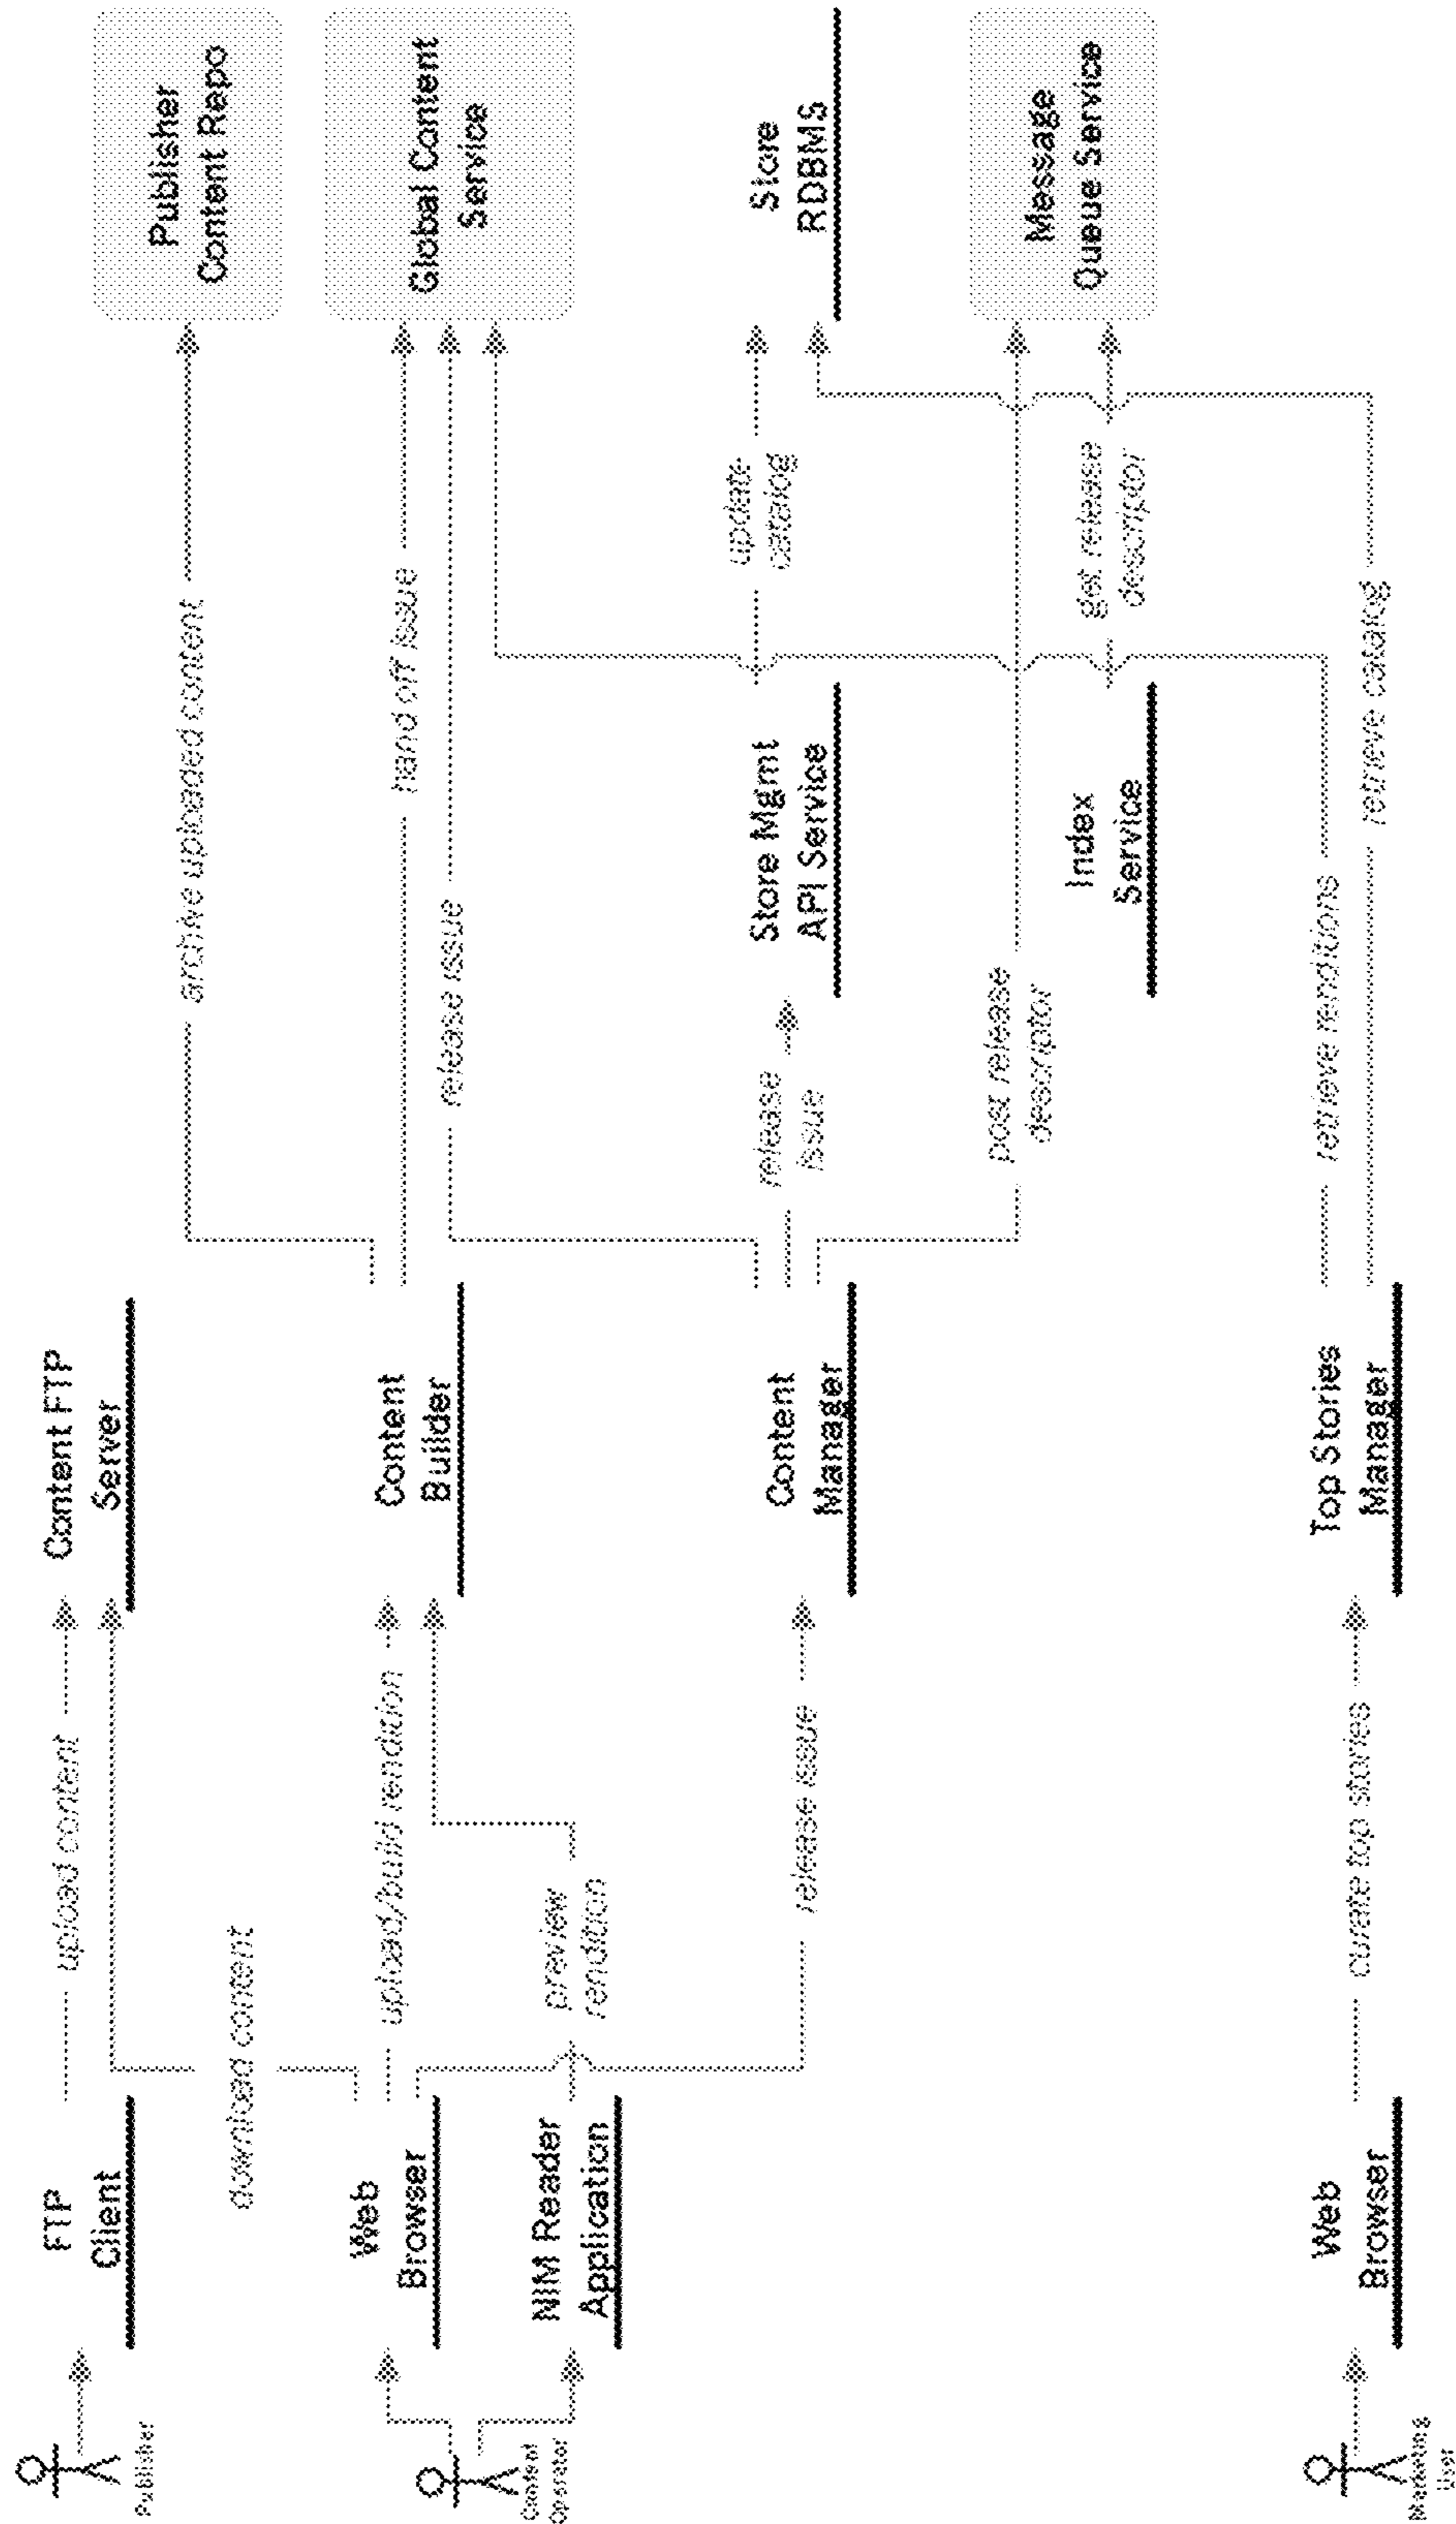 Publisher
FTP
Client
upload content
Content FTP
Server
download content
archive uploaded content
Publisher
Content Repo
Content
Operator
Web
Browser
upload/build rendition
Content
Builder
hand off issue
release issue
Global Content
Service
NIM Reader
Application
preview
rendition
release issue
Content
Manager
release
issue
Store Mgmt
API Service
update
catalog
Store
RDBMS
post release
descriptor
Index
Service
get release
descriptor
Message
Queue Service
Marketing
User
Web
Browser
curate top stories
Top Stories
Manager
retrieve renditions
retrieve catalog